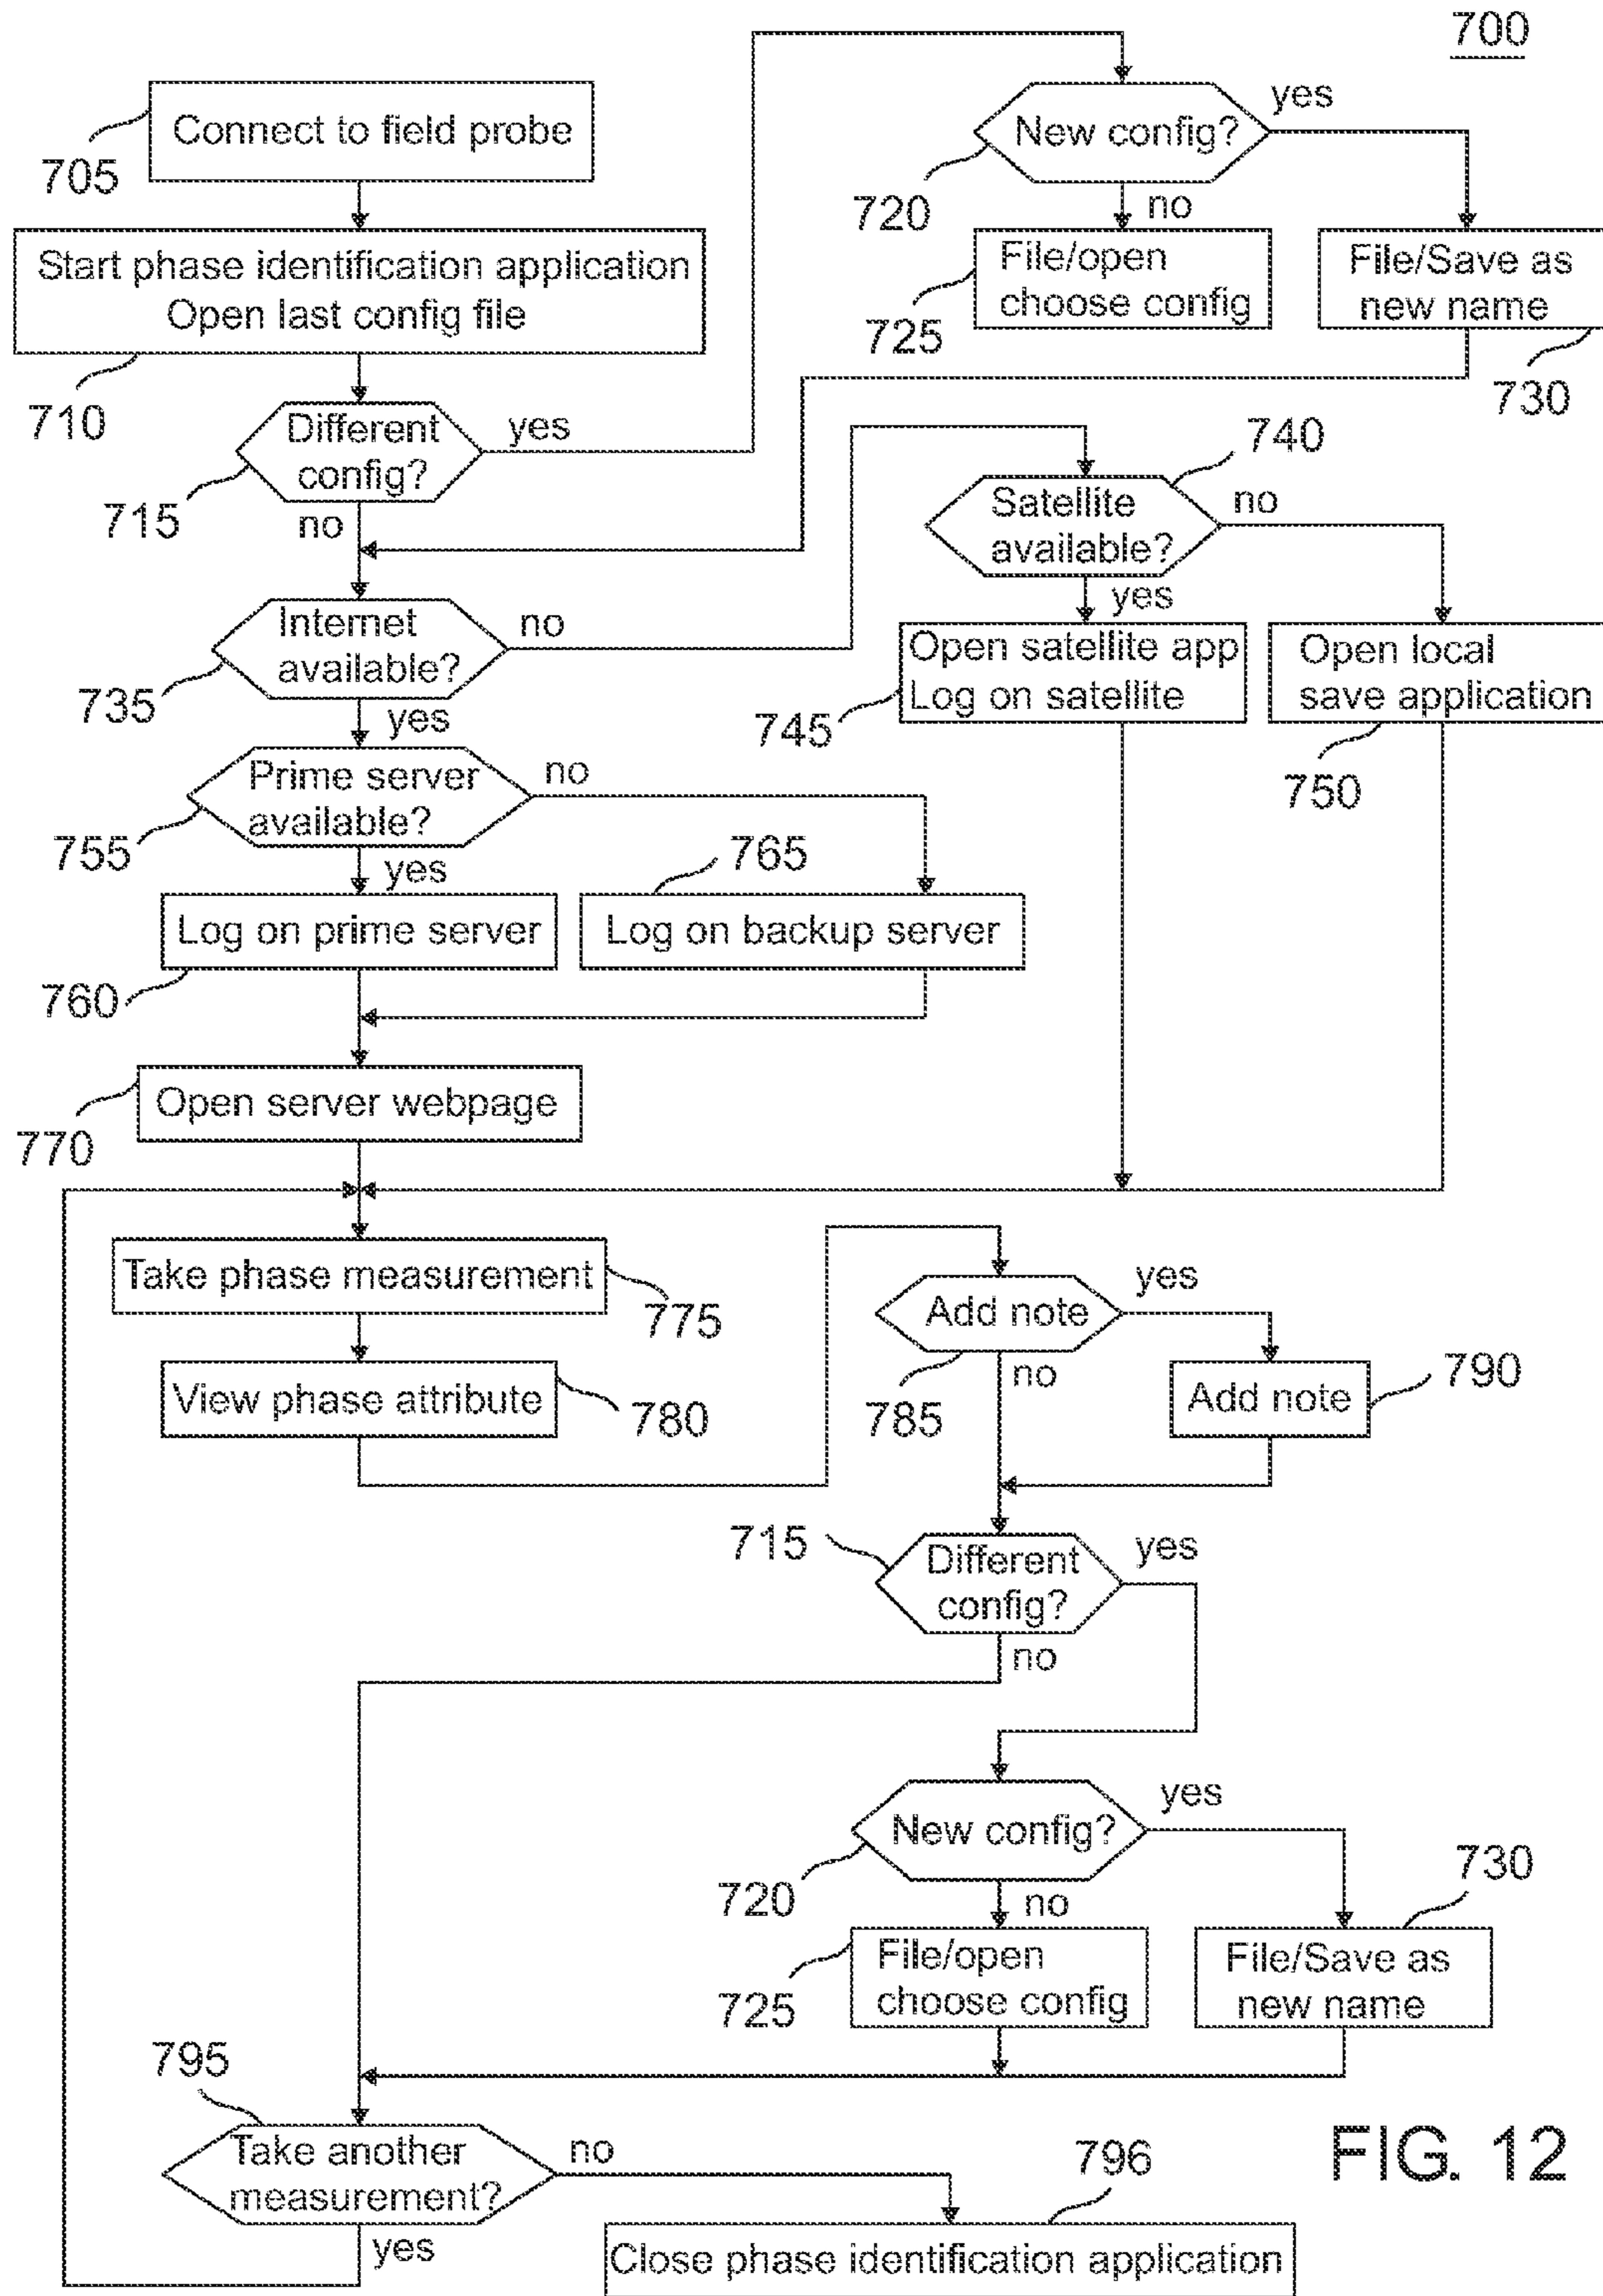 700
Connect to field probe
705
Start phase identification application
Open last config file
710
Different
config?
yes
no
715
New config?
yes
no
720
File/open
choose config
725
File/Save as
new name
730
Internet
available?
no
yes
735
Satellite
available?
740
no
yes
Open satellite app
Log on satellite
745
Open local
save application
750
Prime server
available?
no
yes
755
Log on prime server
760
765
Log on backup server
Open server webpage
770
Take phase measurement
775
View phase attribute
780
Add note
yes
no
785
Add note
790
715
Different
config?
yes
no
New config?
yes
no
720
File/open
choose config
725
730
File/Save as
new name
795
Take another
measurement?
no
yes
796
Close phase identification application
FIG. 12